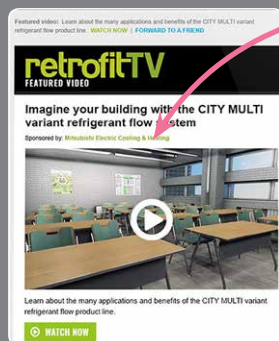 Featured video: Learn about the many applications and benefits of the CITY MULTI variant
refrigerant flow product line. WATCH NOW | FORWARD TO A FRIEND
retrofitTV
FEATURED VIDEO
Imagine your building with the CITY MULTI
variant refrigerant flow stem
Sponsored by: Mitsubishi Electric Cooling & Heating
Learn about the many applications and benefits of the CITY MULTI variant
refrigerant flow product line.
WATCH NOW